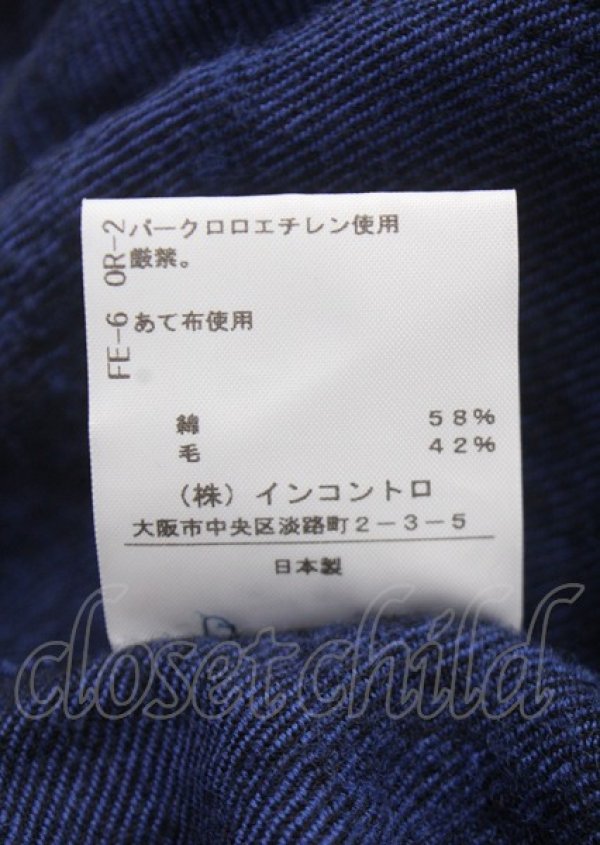 パークロロエチレン使用
厳禁。
あて布使用
FE-6 OR-2
綿 58%
毛 42%
(株)インコントロ
大阪市中央区淡路町2-3-5
日本製
closet child